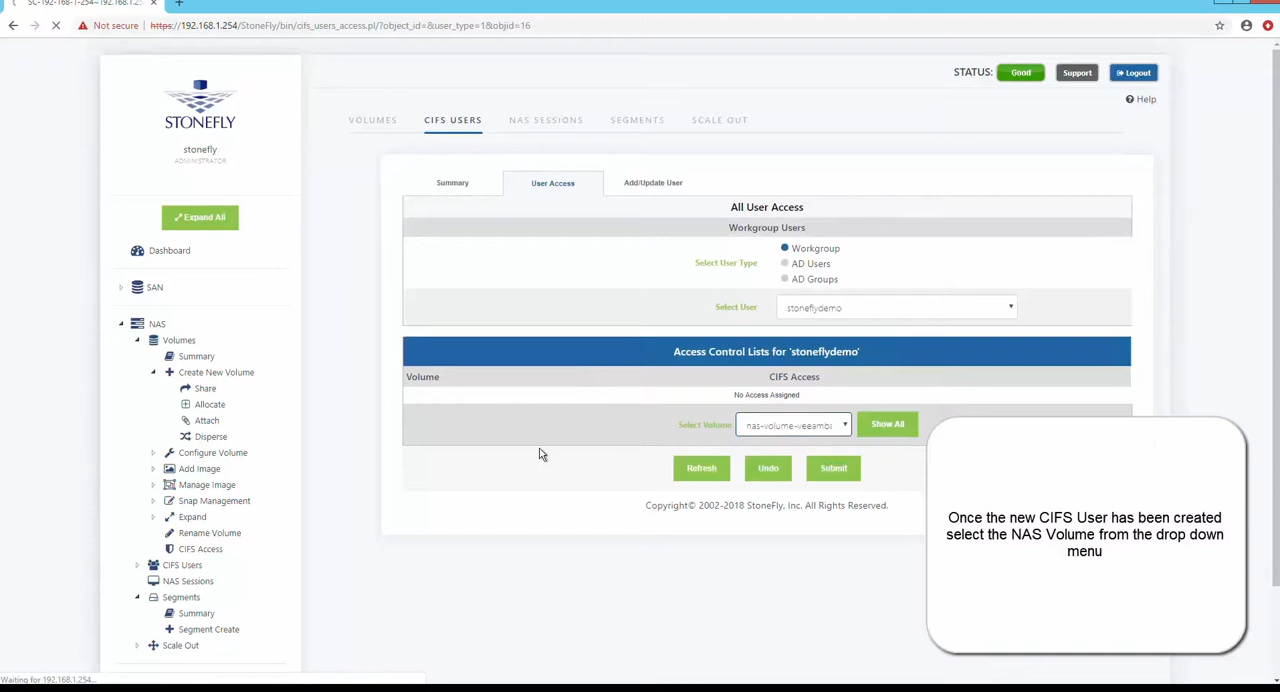 SC-192-168-1-254~192.168.1.2
Not secure
https://192.168.1.254/StoneFly/bin/cifs_users_access.pl/?object_id=&user_type=1&objid=16
STONEFLY
stonefly
ADMINISTRATOR
Expand All
Dashboard
SAN
NAS
Volumes
Summary
Create New Volume
Share
Allocate
Attach
Disperse
Configure Volume
Add Image
Manage Image
Snap Management
Expand
Rename Volume
CIFS Access
CIFS Users
NAS Sessions
Segments
Summary
Segment Create
Scale Out
STATUS: Good Support Logout
Help
VOLUMES CIFS USERS NAS SESSIONS SEGMENTS SCALE OUT
Summary User Access Add/Update User
All User Access
Workgroup Users
Select User Type
Workgroup
AD Users
AD Groups
Select User stoneflydemo
Access Control Lists for 'stoneflydemo'
Volume CIFS Access
No Access Assigned
Select Volume nas-volume-veeamba Show All
Refresh Undo Submit
Copyright© 2002-2018 StoneFly, Inc. All Rights Reserved.
Once the new CIFS User has been created
select the NAS Volume from the drop down
menu
Waiting for 192.168.1.254...